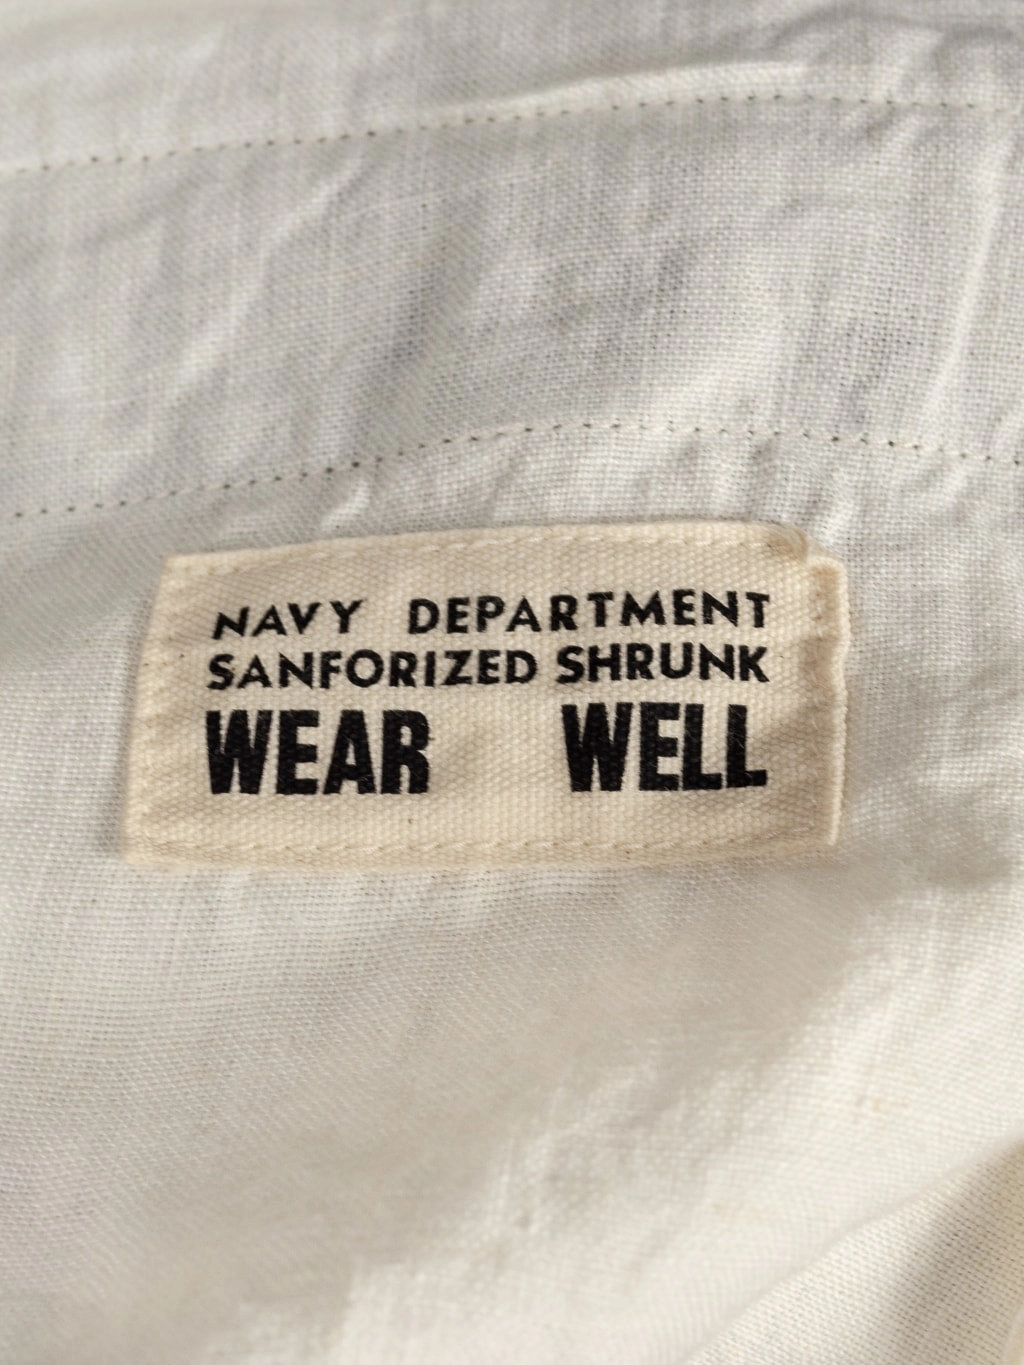 NAVY DEPARTMENT
SANFORIZED SHRUNK
WEAR WELL